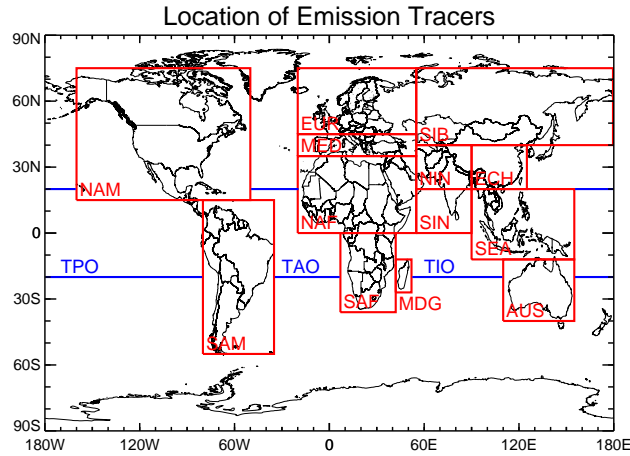 Location of Emission Tracers
90N
60N
30N
0
30S
60S
90S
EUR
SIB
MED
NAM
NIN
ECH
NAF
SIN
SEA
TPO
TAO
TIO
SAF
MDG
AUS
SAM
180W
120W
60W
0
60E
120E
180E